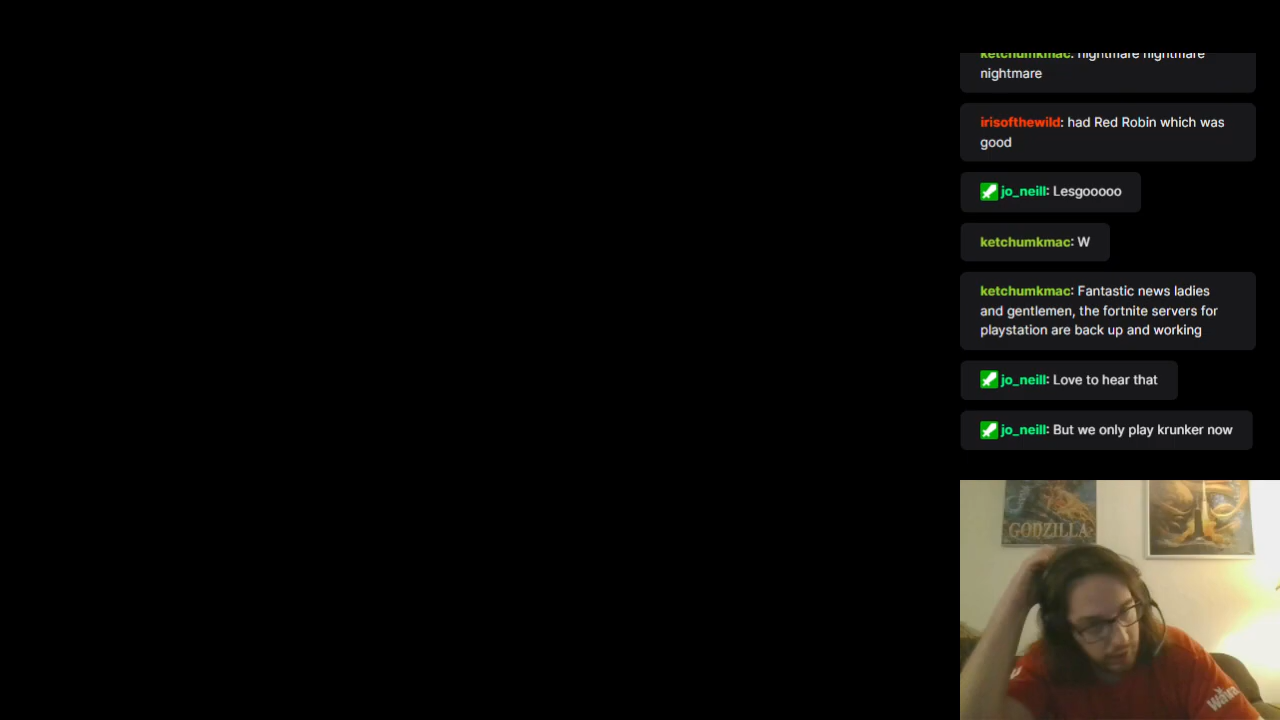 ketchumkmac: nightmare nightmare
nightmare
irisofthewild: had Red Robin which was
good
jo_neill: Lesgooooo
ketchumkmac: W
ketchumkmac: Fantastic news ladies
and gentlemen, the fortnite servers for
playstation are back up and working
jo_neill: Love to hear that
jo_neill: But we only play krunker now
GODZILLA
Wawa